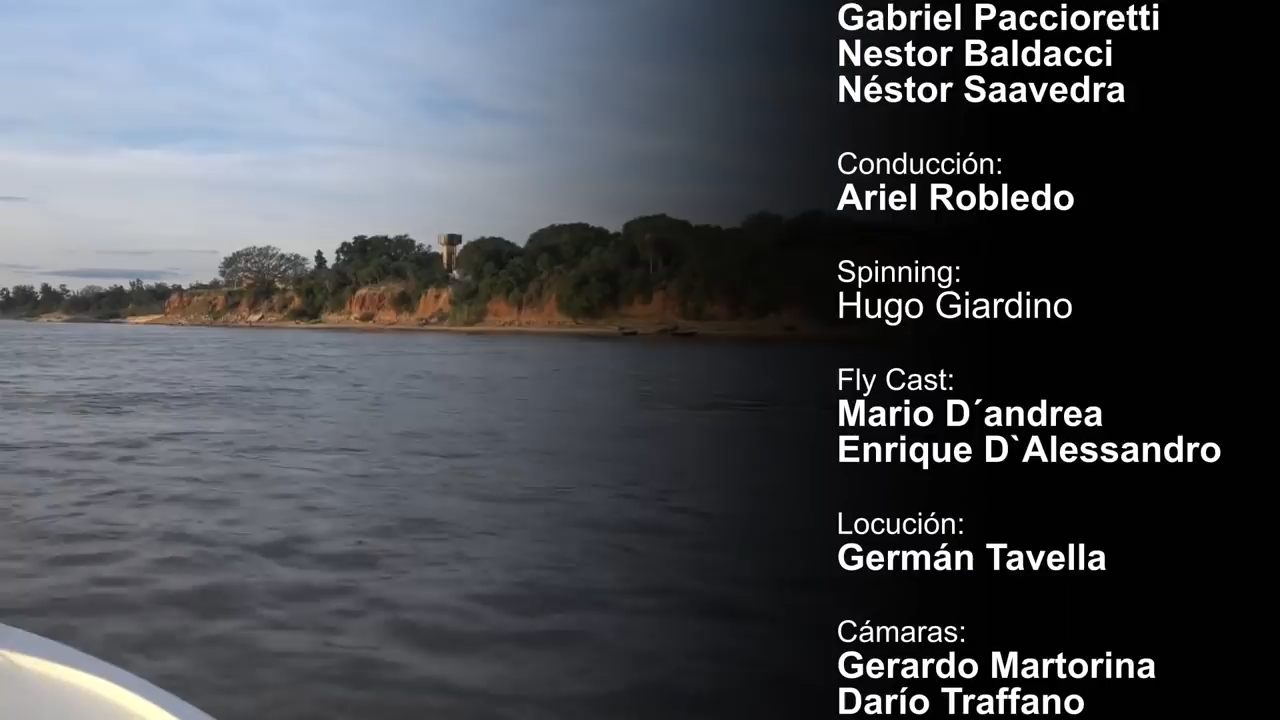 Gabriel Paccioretti
Nestor Baldacci
Néstor Saavedra
Conducción:
Ariel Robledo
Spinning:
Hugo Giardino
Fly Cast:
Mario D´andrea
Enrique D`Alessandro
Locución:
Germán Tavella
Cámaras:
Gerardo Martorina
Darío Traffano